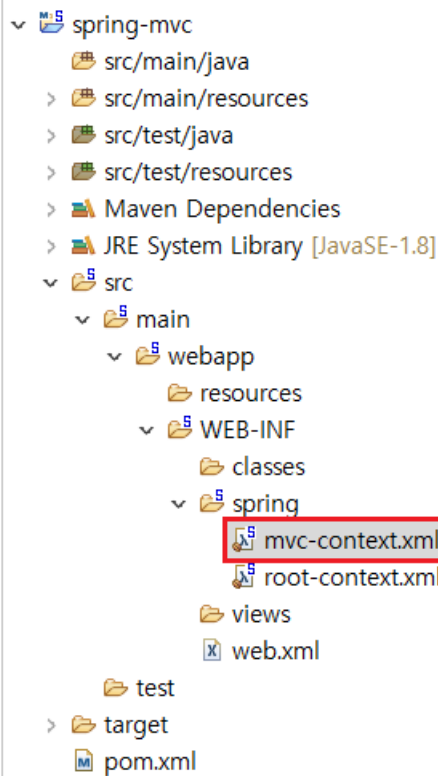 spring-mvc
src/main/java
src/main/resources
src/test/java
src/test/resources
Maven Dependencies
JRE System Library [JavaSE-1.8]
src
main
webapp
resources
WEB-INF
classes
spring
mvc-context.xml
root-context.xml
views
web.xml
test
target
pom.xml